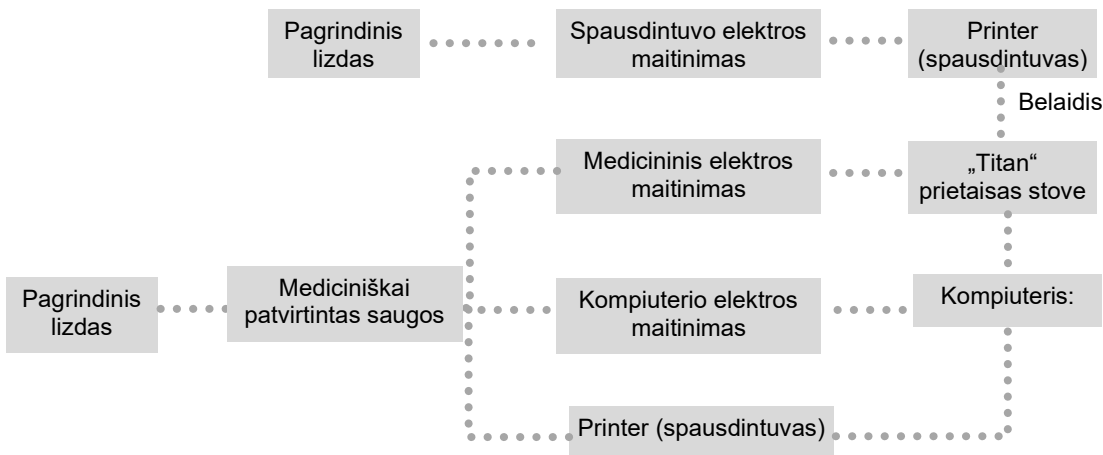 Pagrindinis
lizdas
Spausdintuvo elektros
maitinimas
Printer
(spausdintuvas)
Belaidis
Medicininis elektros
maitinimas
„Titan“
prietaisas stove
Pagrindinis
lizdas
Mediciniškai
patvirtintas saugos
Kompiuterio elektros
maitinimas
Kompiuteris:
Printer (spausdintuvas)